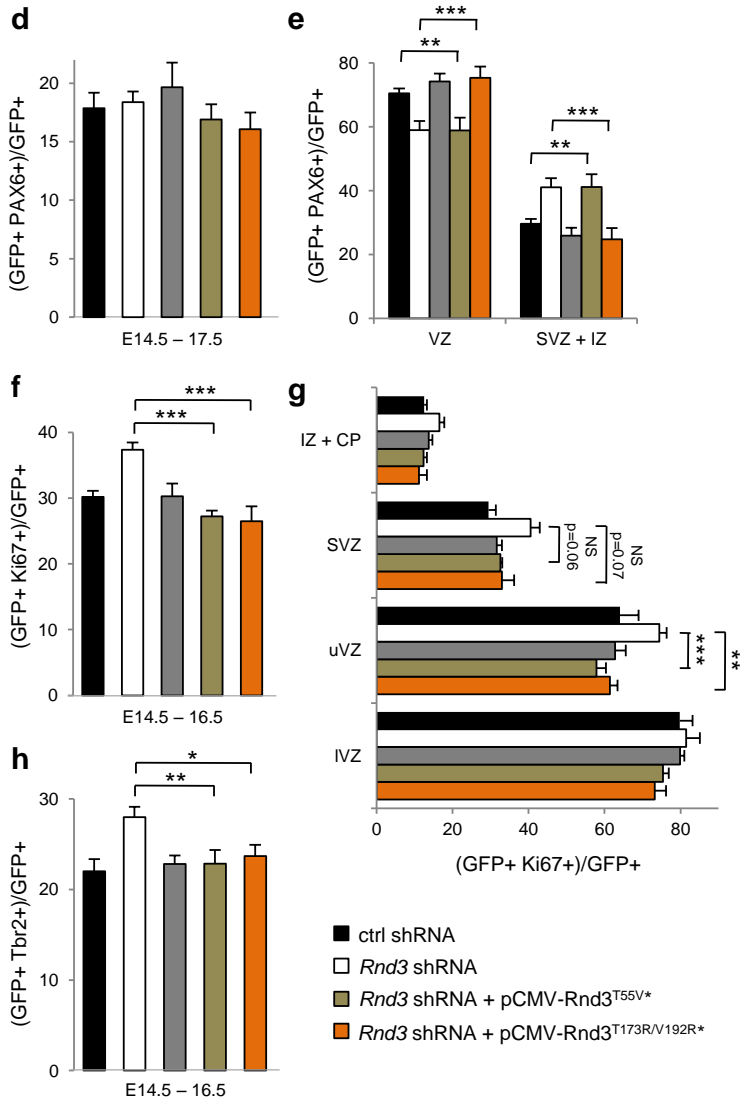 d
(GFP+ PAX6+)/GFP+
20
15
10
5
0
E14.5 – 17.5
e
(GFP+ PAX6+)/GFP+
80
60
40
20
0
***
**
***
**
VZ
SVZ + IZ
f
(GFP+ Ki67+)/GFP+
40
30
20
10
0
***
***
E14.5 – 16.5
g
IZ + CP
SVZ
uVZ
lVZ
NS
p=0.06
NS
p=0.07
***
**
0
20
40
60
80
(GFP+ Ki67+)/GFP+
h
(GFP+ Tbr2+)/GFP+
30
20
10
0
*
**
E14.5 – 16.5
ctrl shRNA
Rnd3 shRNA
Rnd3 shRNA + pCMV-Rnd3T55V*
Rnd3 shRNA + pCMV-Rnd3T173R/V192R*